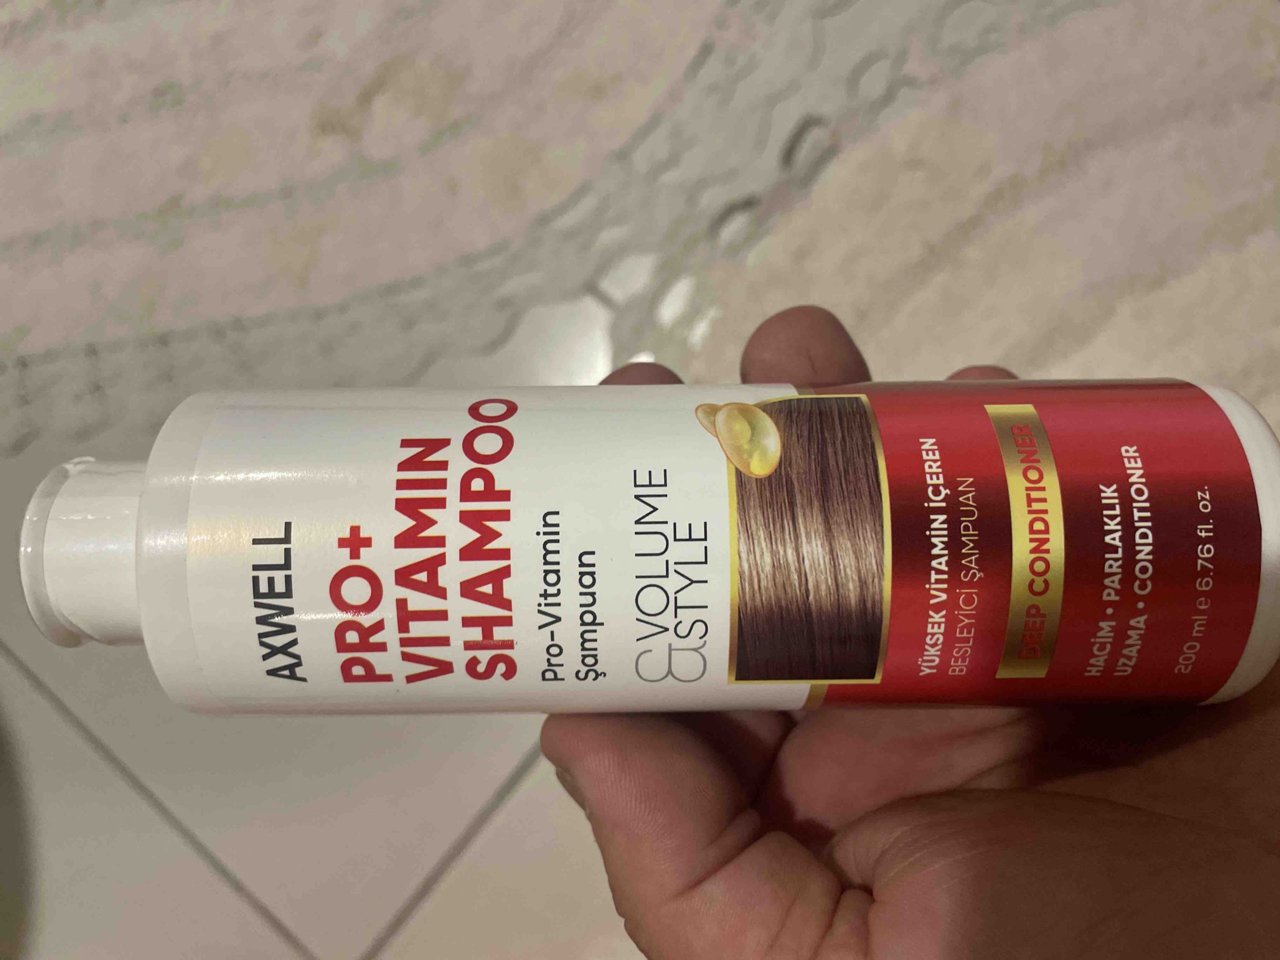 AXWELL
PRO+
VITAMIN
SHAMPOO
Pro-Vitamin
Şampuan
VOLUME
& STYLE
YÜKSEK VİTAMİN İÇEREN
BESLEYİCİ ŞAMPUAN
DEEP CONDITIONER
HACİM • PARLAKLIK
UZAMA • CONDITIONER
200 ml e 6.76 fl. oz.